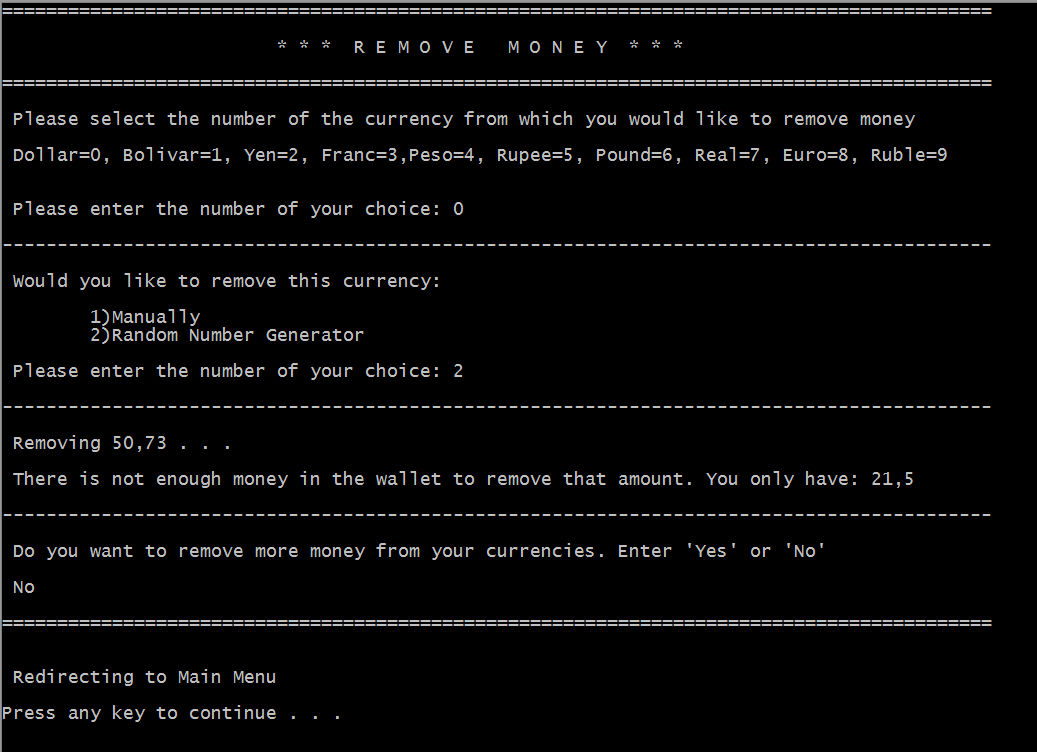 ==========================================================================================
* * *  R E M O V E   M O N E Y  * * *
==========================================================================================
Please select the number of the currency from which you would like to remove money
Dollar=0, Bolivar=1, Yen=2, Franc=3,Peso=4, Rupee=5, Pound=6, Real=7, Euro=8, Ruble=9
Please enter the number of your choice: 0
------------------------------------------------------------------------------------------
Would you like to remove this currency:
1)Manually
2)Random Number Generator
Please enter the number of your choice: 2
------------------------------------------------------------------------------------------
Removing 50,73 . . .
There is not enough money in the wallet to remove that amount. You only have: 21,5
------------------------------------------------------------------------------------------
Do you want to remove more money from your currencies. Enter 'Yes' or 'No'
No
==========================================================================================
Redirecting to Main Menu
Press any key to continue . . .